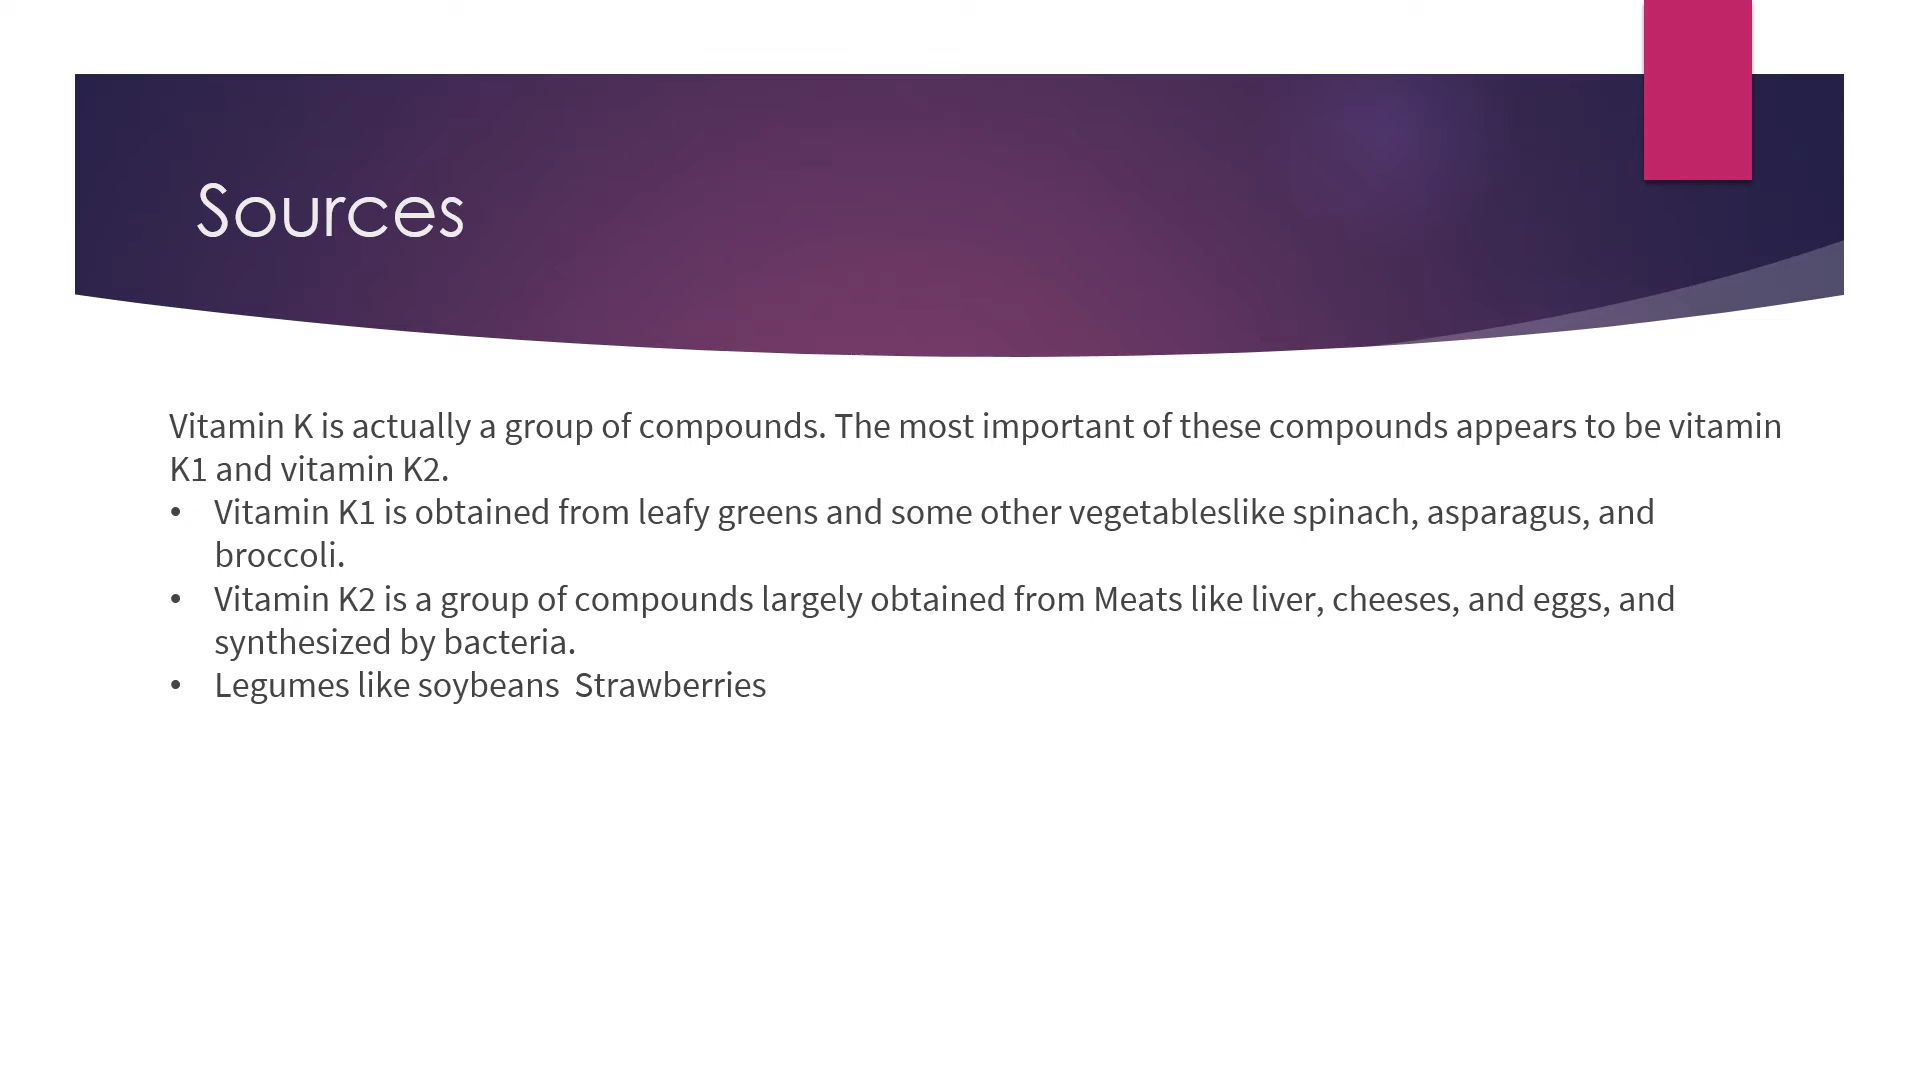 Sources
Vitamin K is actually a group of compounds. The most important of these compounds appears to be vitamin
K1 and vitamin K2.
• Vitamin K1 is obtained from leafy greens and some other vegetableslike spinach, asparagus, and
broccoli.
• Vitamin K2 is a group of compounds largely obtained from Meats like liver, cheeses, and eggs, and
synthesized by bacteria.
• Legumes like soybeans  Strawberries